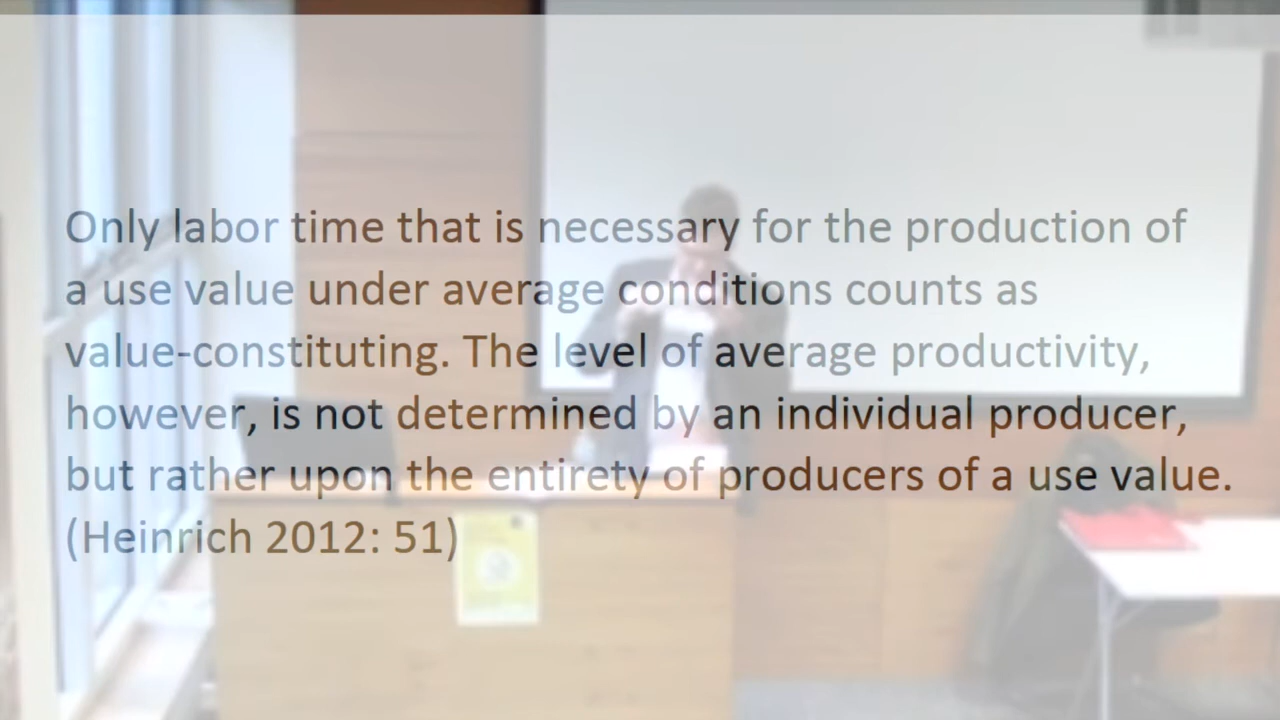 Only labor time that is necessary for the production of
a use value under average conditions counts as
value-constituting. The level of average productivity,
however, is not determined by an individual producer,
but rather upon the entirety of producers of a use value.
(Heinrich 2012: 51)